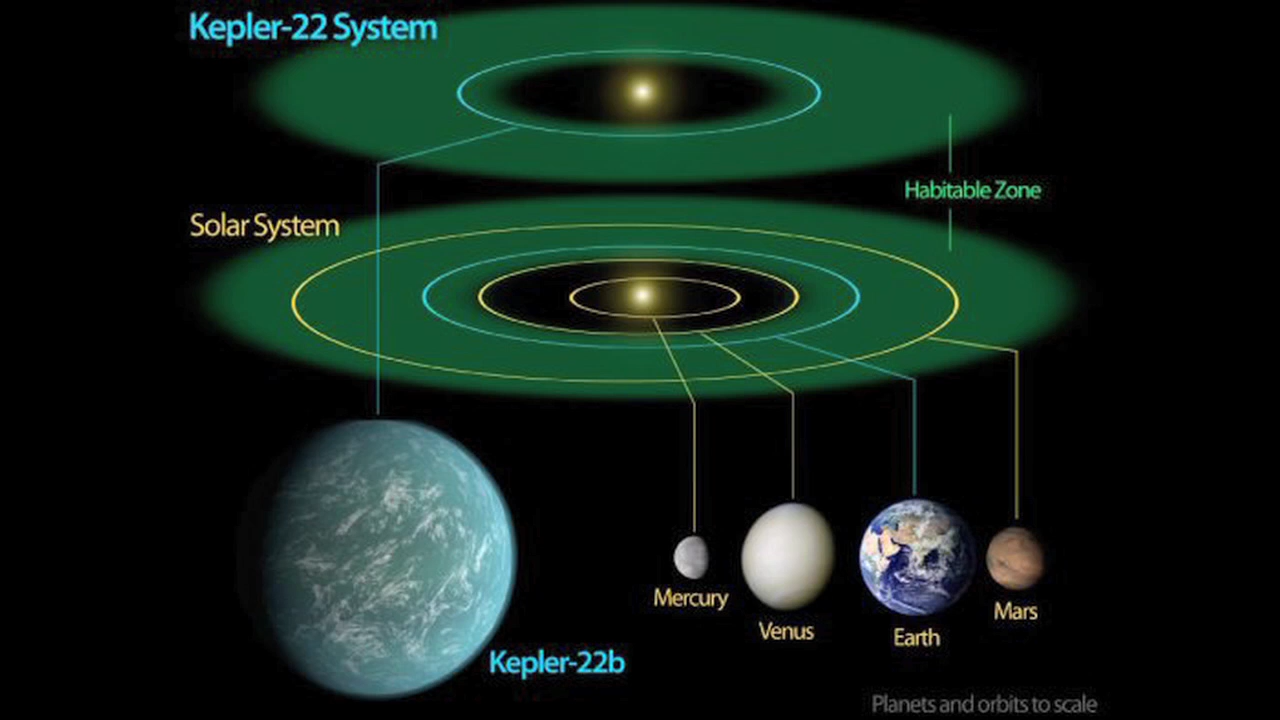 Kepler-22 System
Habitable Zone
Solar System
Mercury
Venus
Earth
Mars
Kepler-22b
Planets and orbits to scale